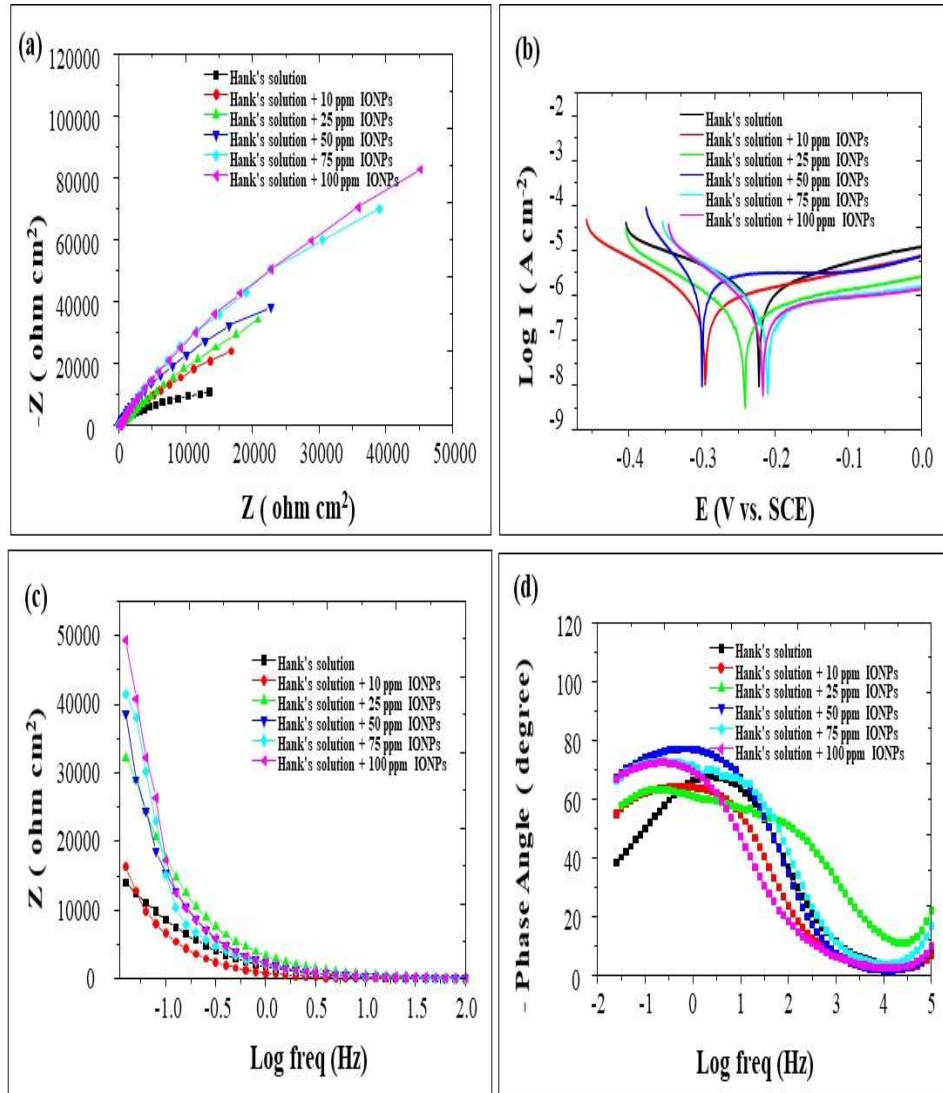 (a)
120000
100000
80000
60000
40000
20000
0
Hank's solution
Hank's solution + 10 ppm IONPs
Hank's solution + 25 ppm IONPs
Hank's solution + 50 ppm IONPs
Hank's solution + 75 ppm IONPs
Hank's solution + 100 ppm IONPs
-Z ( ohm cm²)
0 10000 20000 30000 40000 50000
Z ( ohm cm²)
(b)
-2
-3
-4
-5
-6
-7
-8
-9
Hank's solution
Hank's solution + 10 ppm IONPs
Hank's solution + 25 ppm IONPs
Hank's solution + 50 ppm IONPs
Hank's solution + 75 ppm IONPs
Hank's solution + 100 ppm IONPs
Log I ( A cm⁻²)
-0.4 -0.3 -0.2 -0.1 0.0
E (V vs. SCE)
(c)
50000
40000
30000
20000
10000
0
Hank's solution
Hank's solution + 10 ppm IONPs
Hank's solution + 25 ppm IONPs
Hank's solution + 50 ppm IONPs
Hank's solution + 75 ppm IONPs
Hank's solution + 100 ppm IONPs
Z ( ohm cm²)
-1.0 -0.5 0.0 0.5 1.0 1.5 2.0
Log freq (Hz)
(d)
120
100
80
60
40
20
0
Hank's solution
Hank's solution + 10 ppm IONPs
Hank's solution + 25 ppm IONPs
Hank's solution + 50 ppm IONPs
Hank's solution + 75 ppm IONPs
Hank's solution + 100 ppm IONPs
- Phase Angle ( degree)
-2 -1 0 1 2 3 4 5
Log freq (Hz)